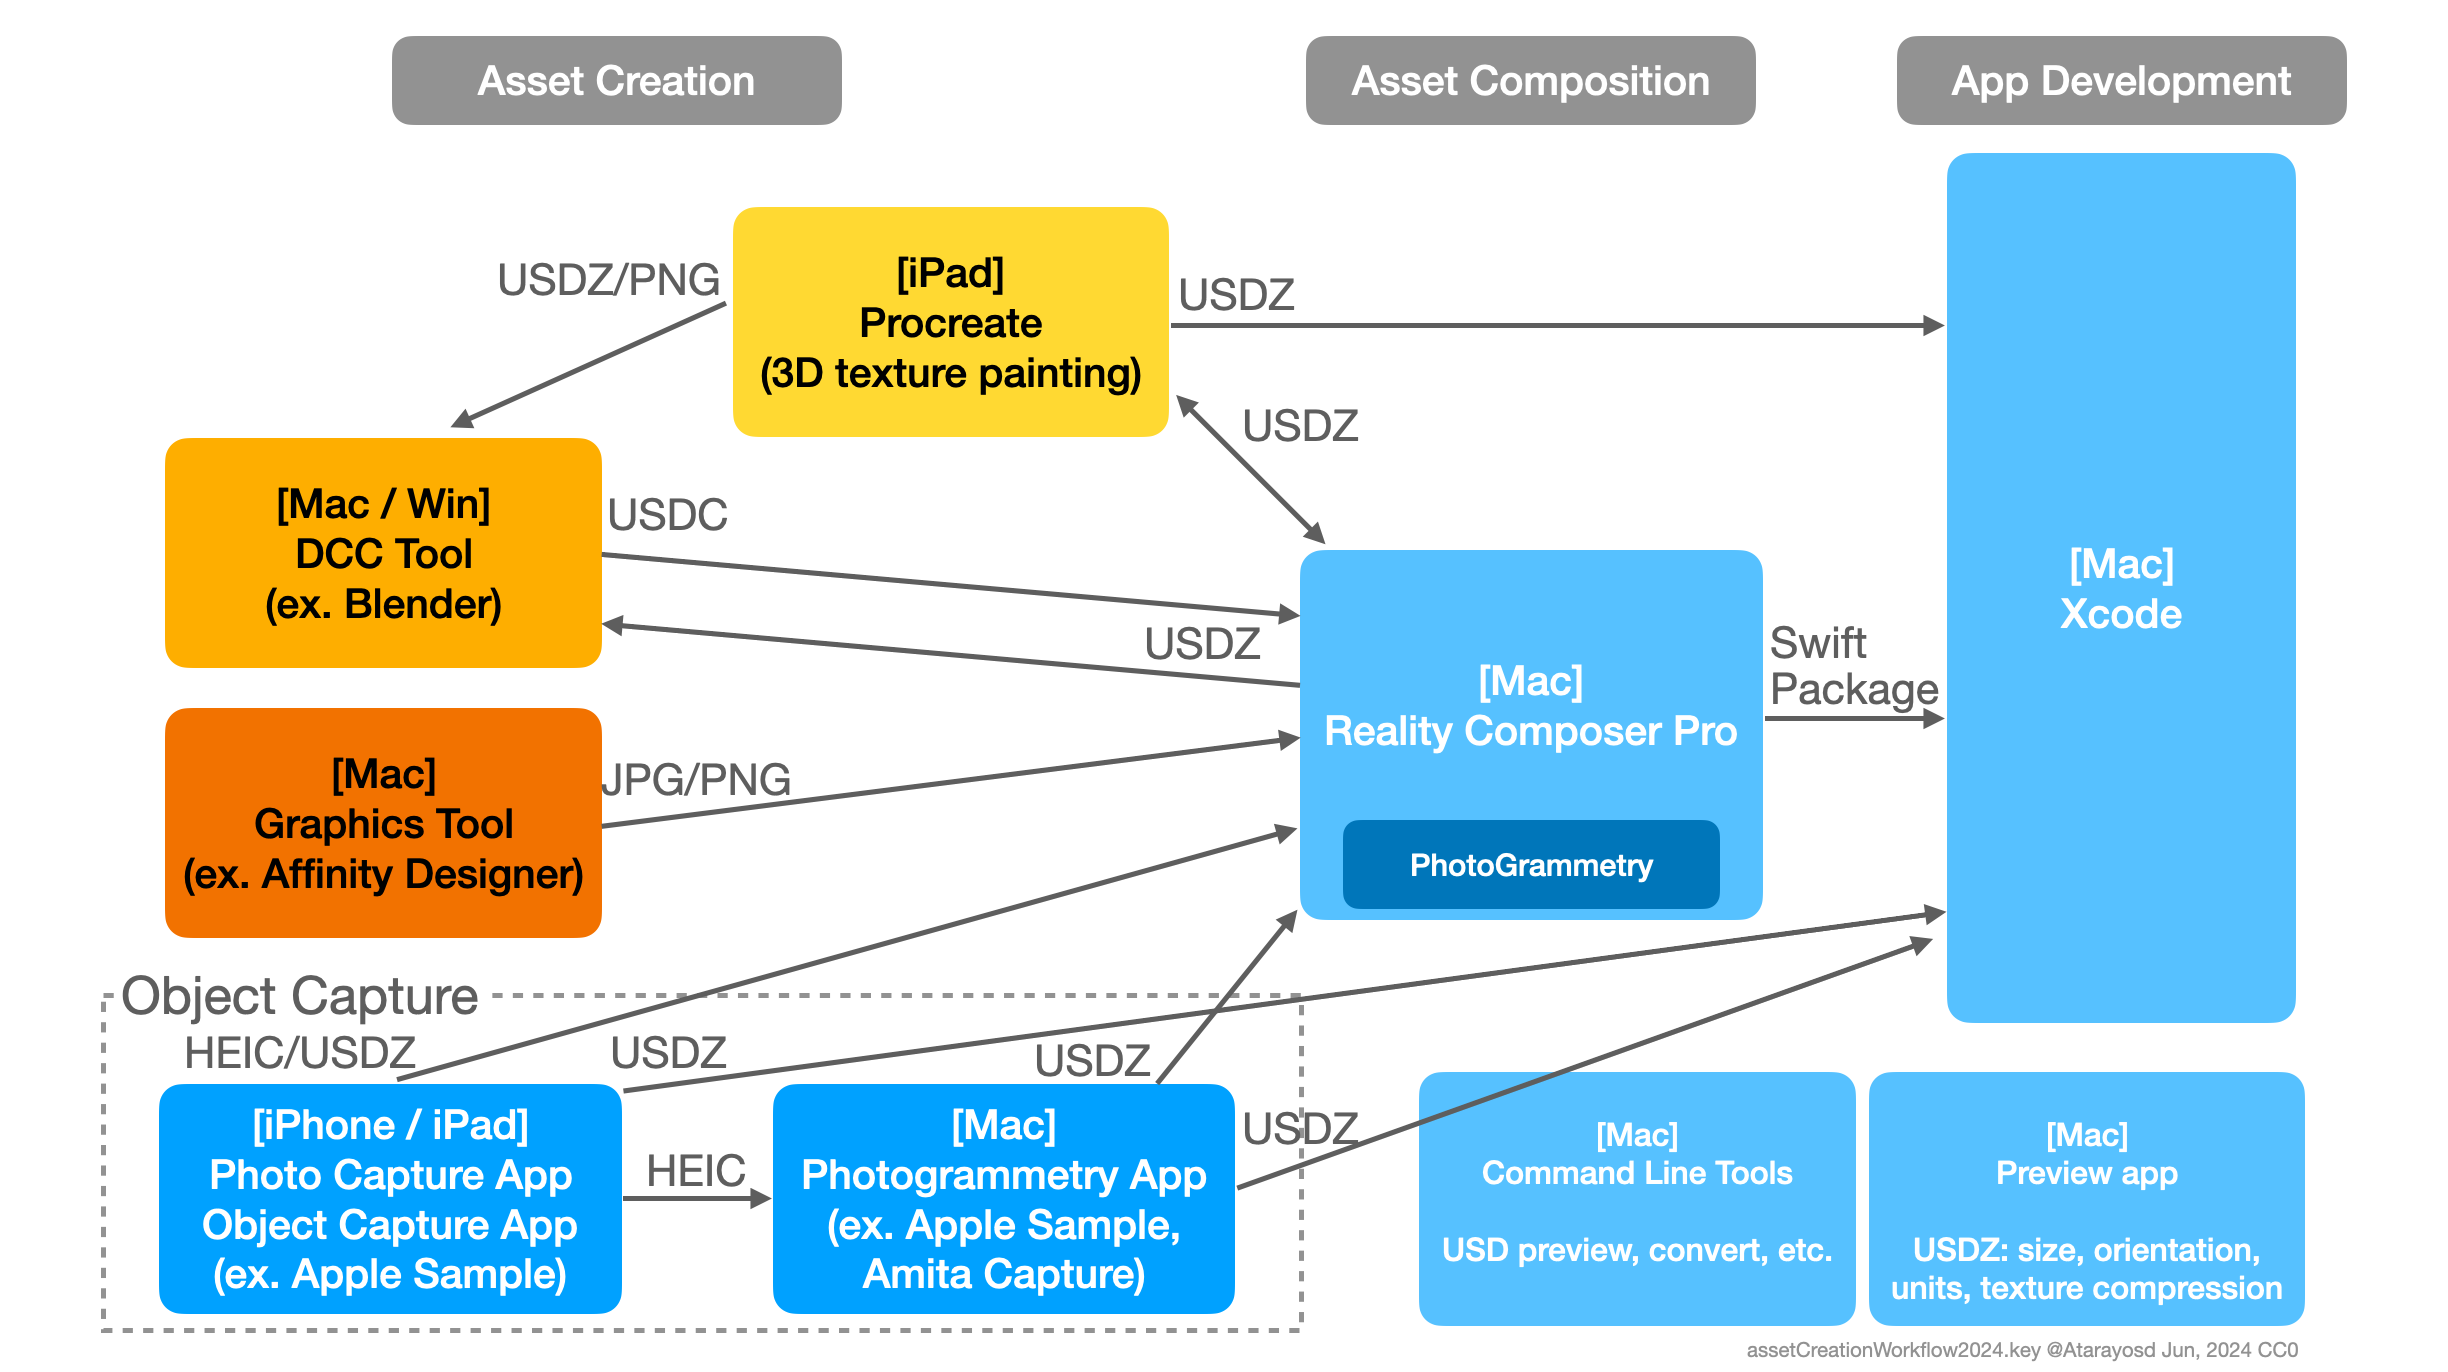 Asset Creation
Asset Composition
App Development
[iPad]
Procreate
(3D texture painting)
USDZ/PNG
USDZ
USDZ
[Mac / Win]
DCC Tool
(ex. Blender)
USDC
USDZ
[Mac]
Graphics Tool
(ex. Affinity Designer)
JPG/PNG
[Mac]
Reality Composer Pro
PhotoGrammetry
Swift
Package
[Mac]
Xcode
Object Capture
HEIC/USDZ
USDZ
USDZ
[iPhone / iPad]
Photo Capture App
Object Capture App
(ex. Apple Sample)
HEIC
[Mac]
Photogrammetry App
(ex. Apple Sample,
Amita Capture)
USDZ
[Mac]
Command Line Tools
USD preview, convert, etc.
[Mac]
Preview app
USDZ: size, orientation,
units, texture compression
assetCreationWorkflow2024.key @Atarayosd Jun, 2024 CC0